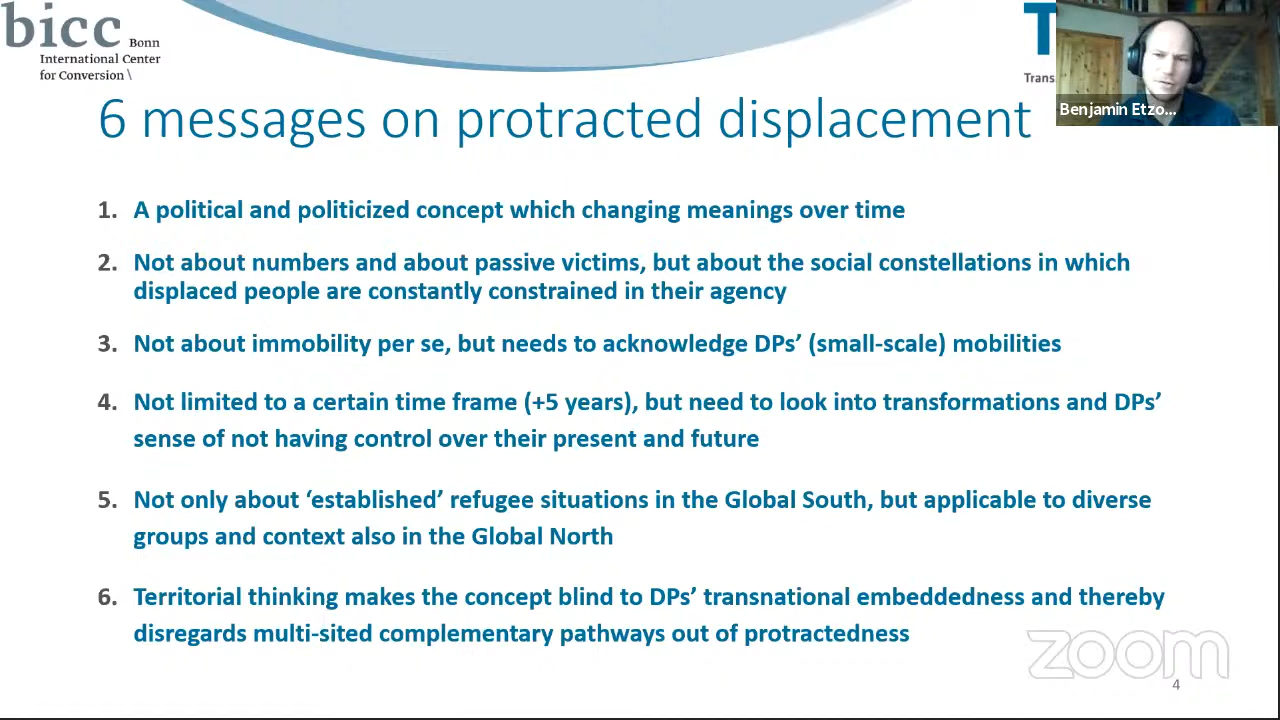 bicc Bonn
International Center
for Conversion \
T
Trans
Benjamin Etzo...
6 messages on protracted displacement
1. A political and politicized concept which changing meanings over time
2. Not about numbers and about passive victims, but about the social constellations in which
displaced people are constantly constrained in their agency
3. Not about immobility per se, but needs to acknowledge DPs’ (small-scale) mobilities
4. Not limited to a certain time frame (+5 years), but need to look into transformations and DPs’
sense of not having control over their present and future
5. Not only about ‘established’ refugee situations in the Global South, but applicable to diverse
groups and context also in the Global North
6. Territorial thinking makes the concept blind to DPs’ transnational embeddedness and thereby
disregards multi-sited complementary pathways out of protractedness
zoom
4